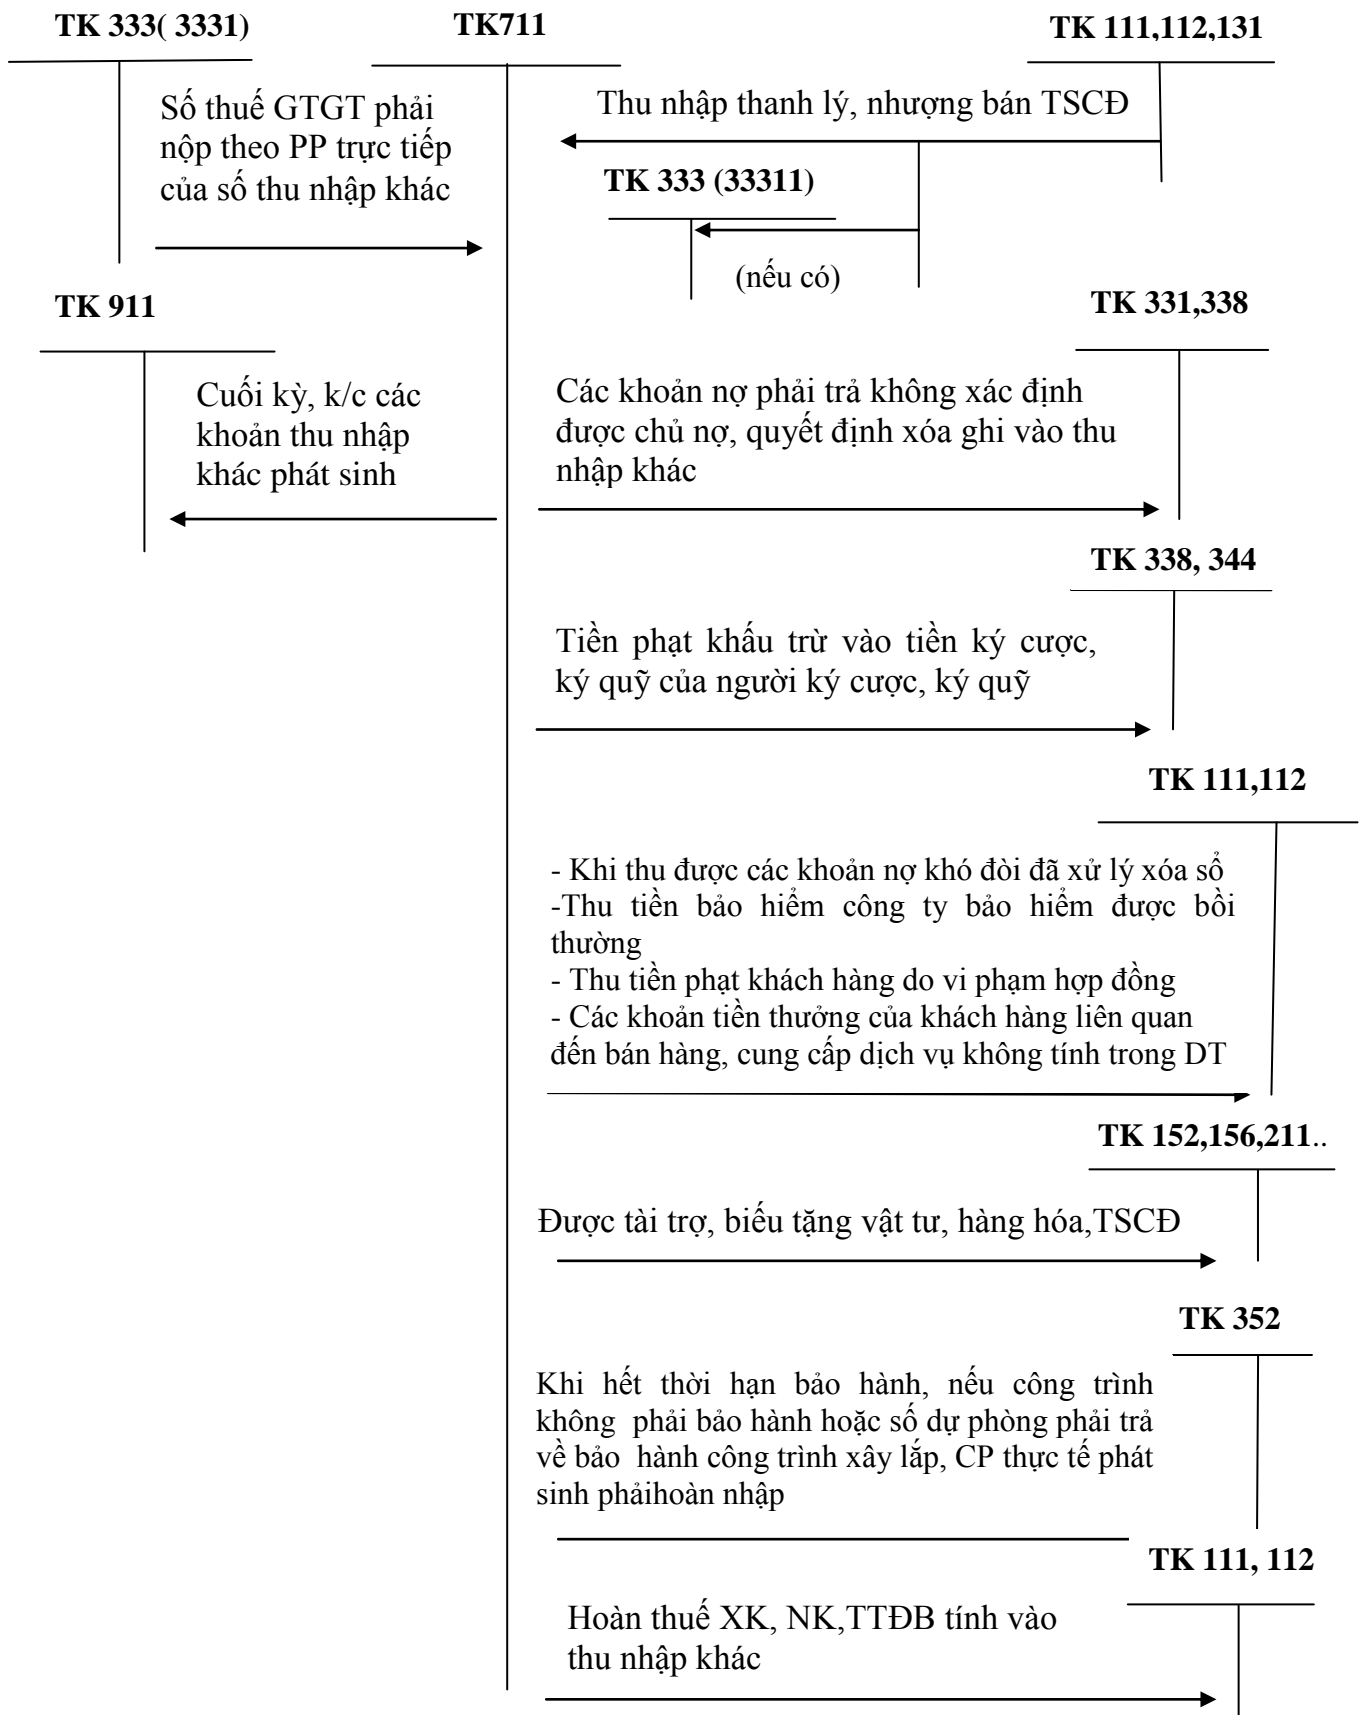 TK 333( 3331)
TK711
TK 111,112,131
Số thuế GTGT phải
nộp theo PP trực tiếp
của số thu nhập khác
Thu nhập thanh lý, nhượng bán TSCĐ
TK 333 (33311)
(nếu có)
TK 911
TK 331,338
Cuối kỳ, k/c các
khoản thu nhập
khác phát sinh
Các khoản nợ phải trả không xác định
được chủ nợ, quyết định xóa ghi vào thu
nhập khác
TK 338, 344
Tiền phạt khấu trừ vào tiền ký cược,
ký quỹ của người ký cược, ký quỹ
TK 111,112
- Khi thu được các khoản nợ khó đòi đã xử lý xóa sổ
-Thu tiền bảo hiểm công ty bảo hiểm được bồi
thường
- Thu tiền phạt khách hàng do vi phạm hợp đồng
- Các khoản tiền thưởng của khách hàng liên quan
đến bán hàng, cung cấp dịch vụ không tính trong DT
TK 152,156,211..
Được tài trợ, biếu tặng vật tư, hàng hóa,TSCĐ
TK 352
Khi hết thời hạn bảo hành, nếu công trình
không phải bảo hành hoặc số dự phòng phải trả
về bảo hành công trình xây lắp, CP thực tế phát
sinh phảihoàn nhập
TK 111, 112
Hoàn thuế XK, NK,TTĐB tính vào
thu nhập khác